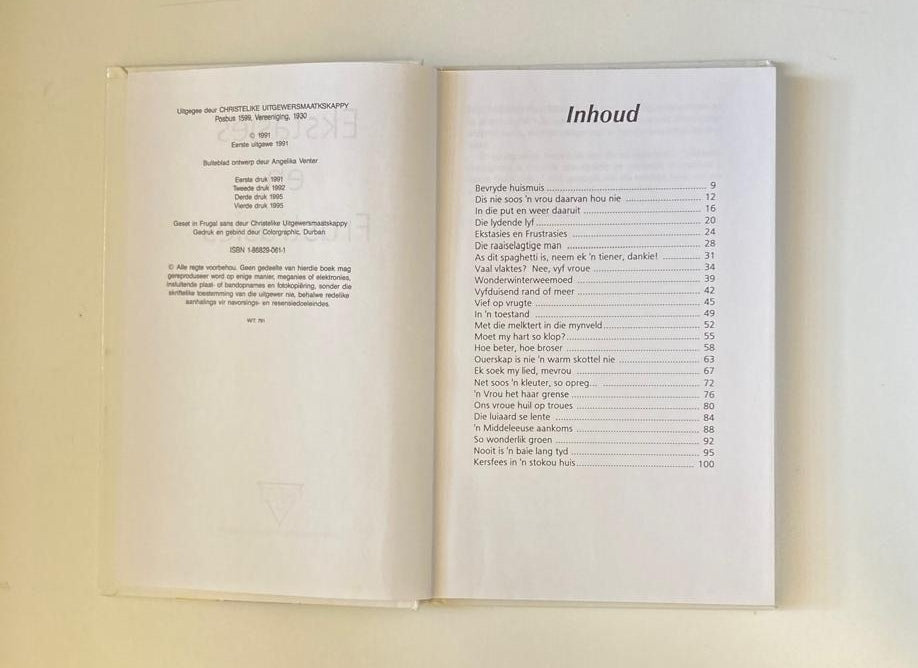 Uitgegee deur CHRISTELIKE UITGEWERSMAATKSKAPPY
Posbus 1599, Vereeniging, 1930
© 1991
Eerste uitgawe 1991
Buiteblad ontwerp deur Angelika Venter
Eerste druk 1991
Tweede druk 1992
Derde druk 1995
Vierde druk 1995
Geset in Frugal sans deur Christelike Uitgewersmaatskappy
Gedruk en gebind deur Colorgraphic, Durban
ISBN 1-86829-061-1
© Alle regte voorbehou. Geen gedeelte van hierdie boek mag
gereproduseer word op enige manier, meganies of elektronies,
insluitende plaat- of bandopnames en fotokopiëring, sonder die
skriftelike toestemming van die uitgewer nie, behalwe redelike
aanhalings vir navorsings- en resensiedoeleindes.
Inhoud
Bevryde huismuis ... 9
Dis nie soos 'n vrou daarvan hou nie ... 12
In die put en weer daaruit ... 16
Die lydende lyf ... 20
Ekstasies en Frustrasies ... 24
Die raaiselagtige man ... 28
As dit spaghetti is, neem ek 'n tiener, dankie! ... 31
Vaal vlaktes? Nee, vyf vroue ... 34
Wonderwinterweemoed ... 39
Vyfduisend rand of meer ... 42
Vief op vrugte ... 45
In 'n toestand ... 49
Met die melktert in die mynveld ... 52
Moet my hart so klop? ... 55
Hoe beter, hoe broser ... 58
Ouerskap is nie 'n warm skottel nie ... 63
Ek soek my lied, mevrou ... 67
Net soos 'n kleuter, so opreg... ... 72
'n Vrou het haar grense ... 76
Ons vroue huil op troues ... 80
Die luiaard se lente ... 84
'n Middeleeuse aankoms ... 88
So wonderlik groen ... 92
Nooit is 'n baie lang tyd ... 95
Kersfees in 'n stokou huis ... 100